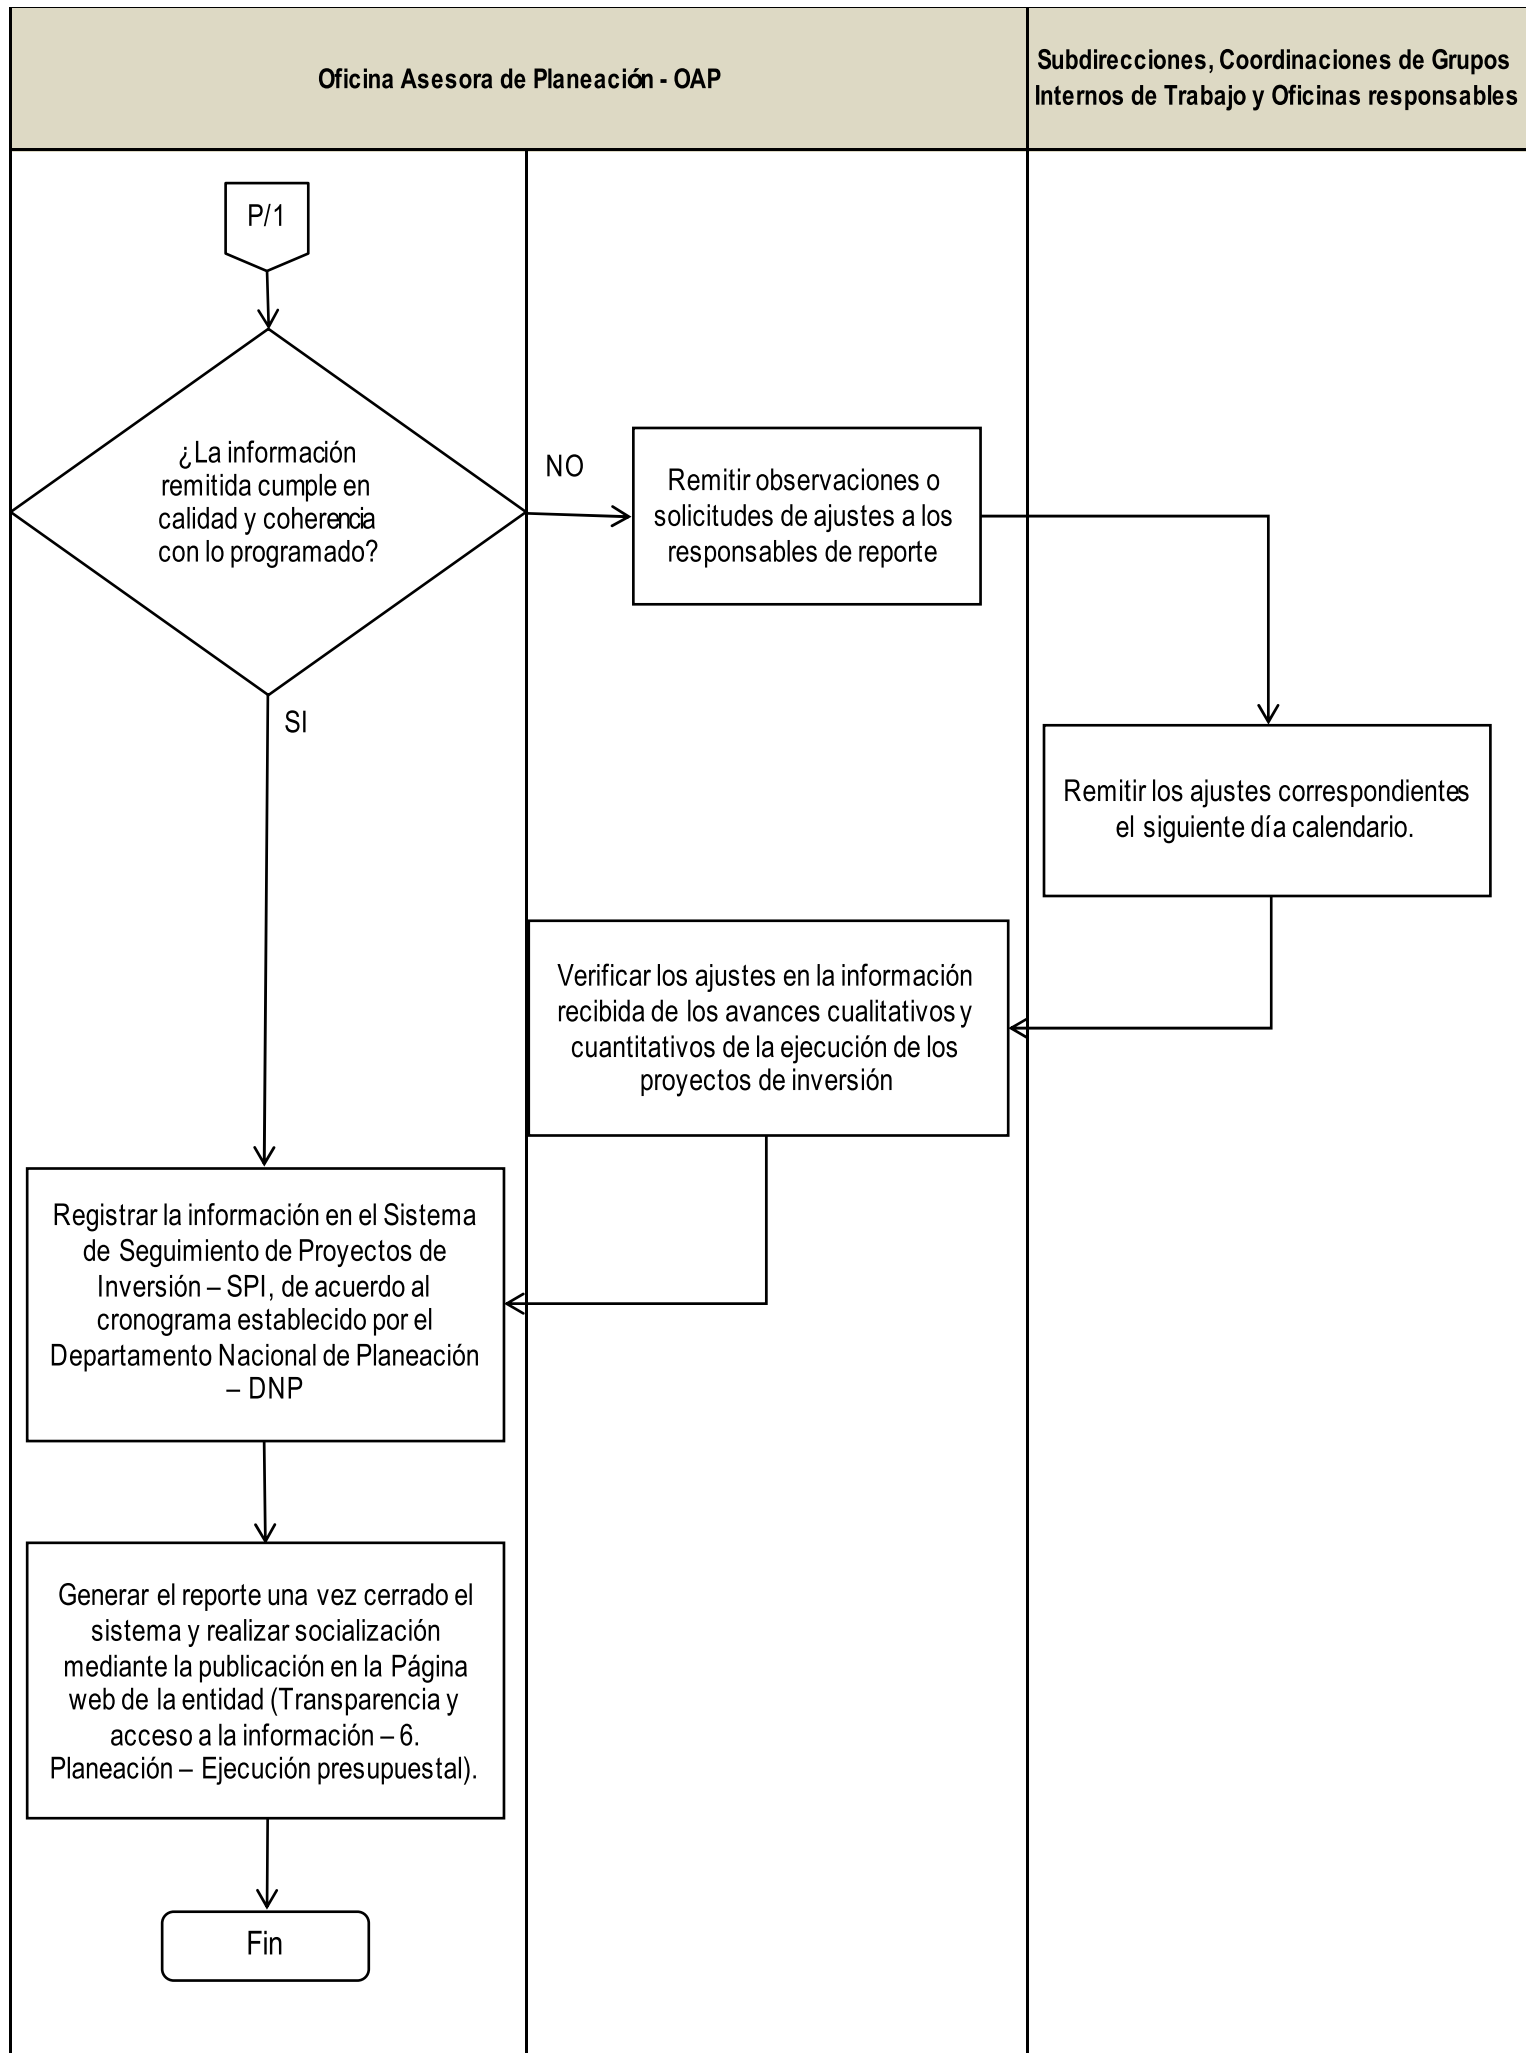 Oficina Asesora de Planeación - OAP
Subdirecciones, Coordinaciones de Grupos
Internos de Trabajo y Oficinas responsables
P/1
¿La información
remitida cumple en
calidad y coherencia
con lo programado?
NO
Remitir observaciones o
solicitudes de ajustes a los
responsables de reporte
SI
Remitir los ajustes correspondientes
el siguiente día calendario.
Verificar los ajustes en la información
recibida de los avances cualitativos y
cuantitativos de la ejecución de los
proyectos de inversión
Registrar la información en el Sistema
de Seguimiento de Proyectos de
Inversión – SPI, de acuerdo al
cronograma establecido por el
Departamento Nacional de Planeación
– DNP
Generar el reporte una vez cerrado el
sistema y realizar socialización
mediante la publicación en la Página
web de la entidad (Transparencia y
acceso a la información – 6.
Planeación – Ejecución presupuestal).
Fin